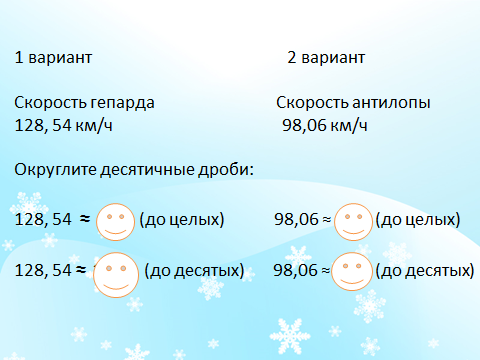 1 вариант 2 вариант
Скорость гепарда Скорость антилопы
128, 54 км/ч 98,06 км/ч
Округлите десятичные дроби:
128, 54 ≈ (до целых) 98,06 ≈ (до целых)
128, 54 ≈ (до десятых) 98,06 ≈ (до десятых)